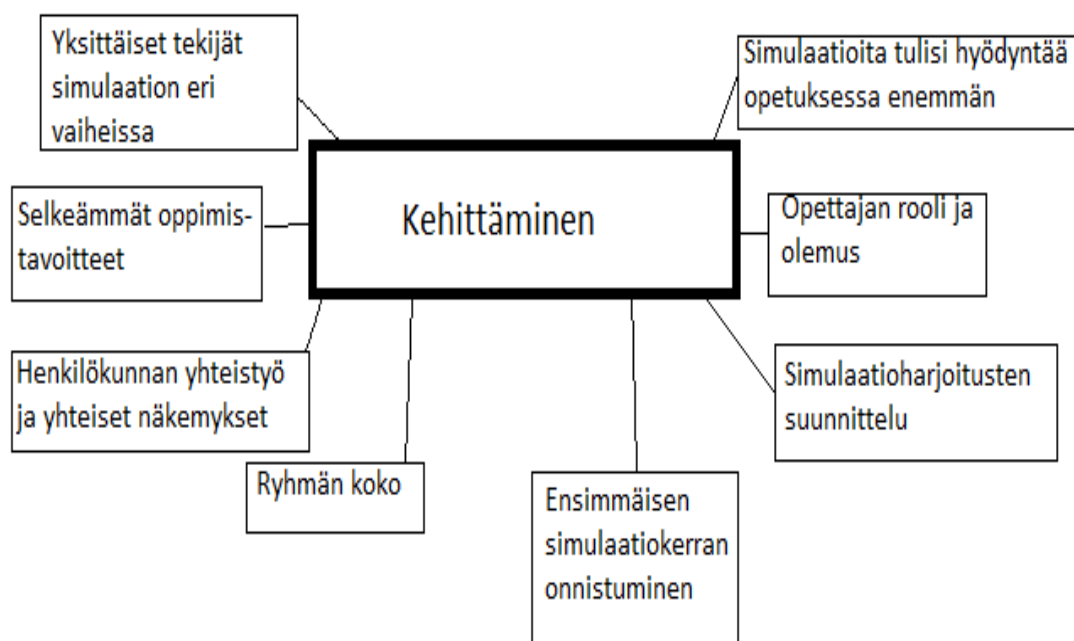 Yksittäiset tekijät
simulaation eri
vaiheissa
Simulaatioita tulisi hyödyntää
opetuksessa enemmän
Kehittäminen
Selkeämmät oppimis-
tavoitteet
Opettajan rooli ja
olemus
Henkilökunnan yhteistyö
ja yhteiset näkemykset
Simulaatioharjoitusten
suunnittelu
Ryhmän koko
Ensimmäisen
simulaatiokerran
onnistuminen